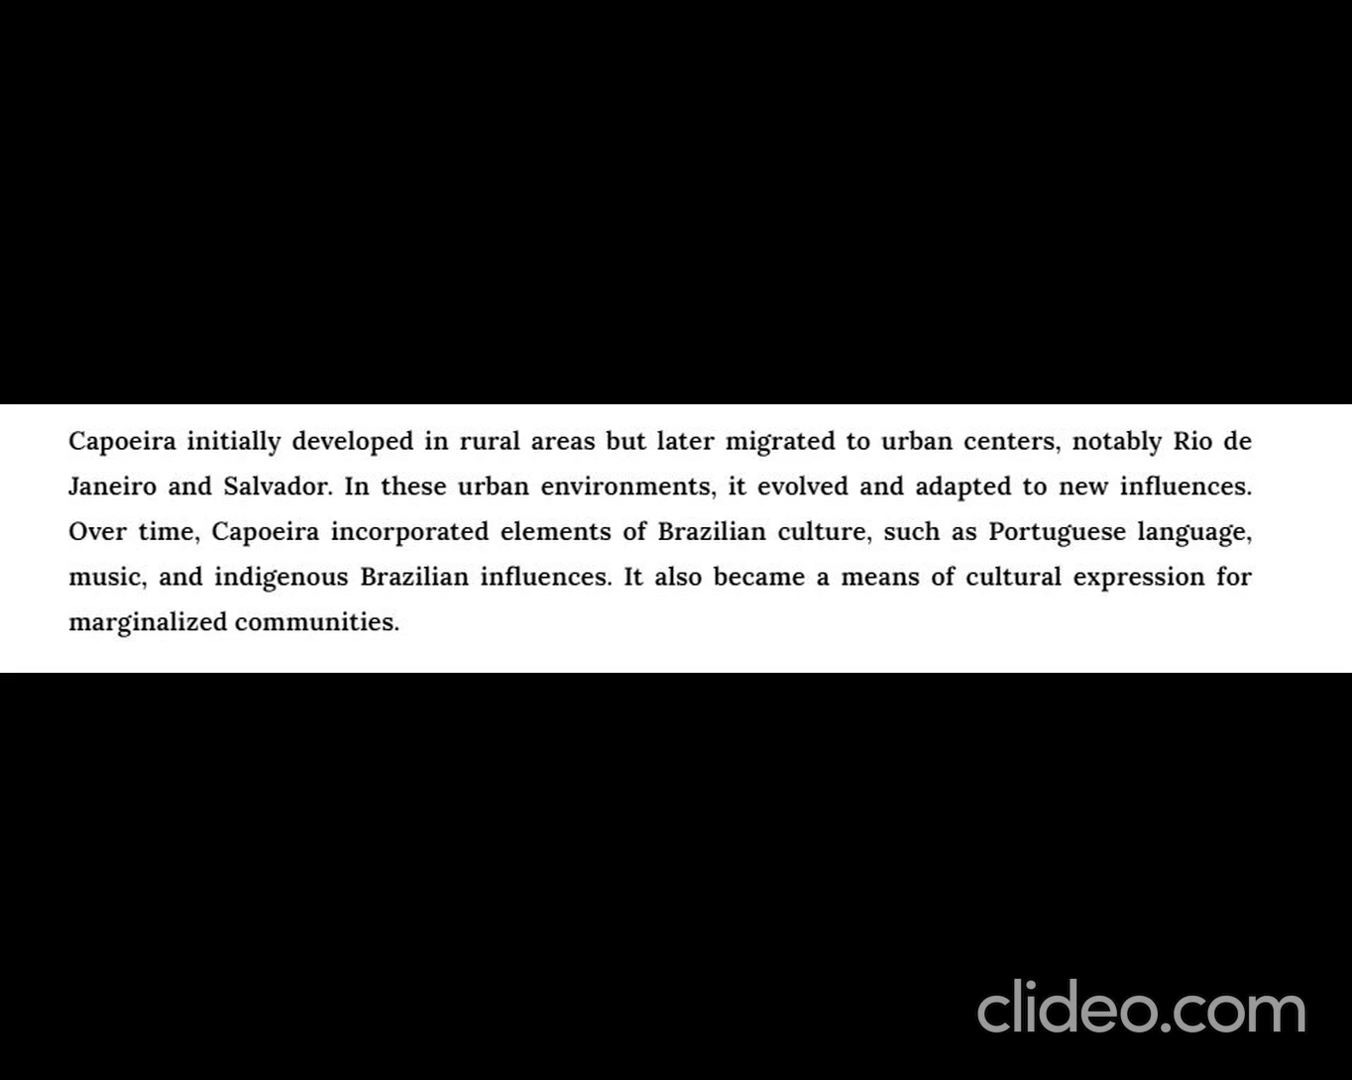 Capoeira initially developed in rural areas but later migrated to urban centers, notably Rio de
Janeiro and Salvador. In these urban environments, it evolved and adapted to new influences.
Over time, Capoeira incorporated elements of Brazilian culture, such as Portuguese language,
music, and indigenous Brazilian influences. It also became a means of cultural expression for
marginalized communities.
clideo.com